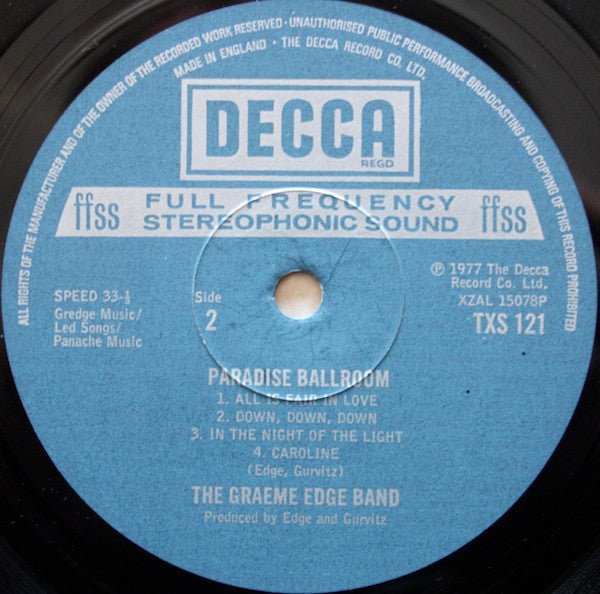 ALL RIGHTS OF THE MANUFACTURER AND OF THE OWNER OF THE RECORDED WORK RESERVED · UNAUTHORISED PUBLIC PERFORMANCE BROADCASTING AND COPYING OF THIS RECORD PROHIBITED
MADE IN ENGLAND · THE DECCA RECORD CO. LTD.
DECCA
REGD
ffss FULL FREQUENCY ffss
STEREOPHONIC SOUND
SPEED 33-⅓
Gredge Music/
Led Songs/
Panache Music
Side
2
℗ 1977 The Decca
Record Co. Ltd.
XZAL 15078P
TXS 121
PARADISE BALLROOM
1. ALL IS FAIR IN LOVE
2. DOWN, DOWN, DOWN
3. IN THE NIGHT OF THE LIGHT
4. CAROLINE
(Edge, Gurvitz)
THE GRAEME EDGE BAND
Produced by Edge and Gurvitz